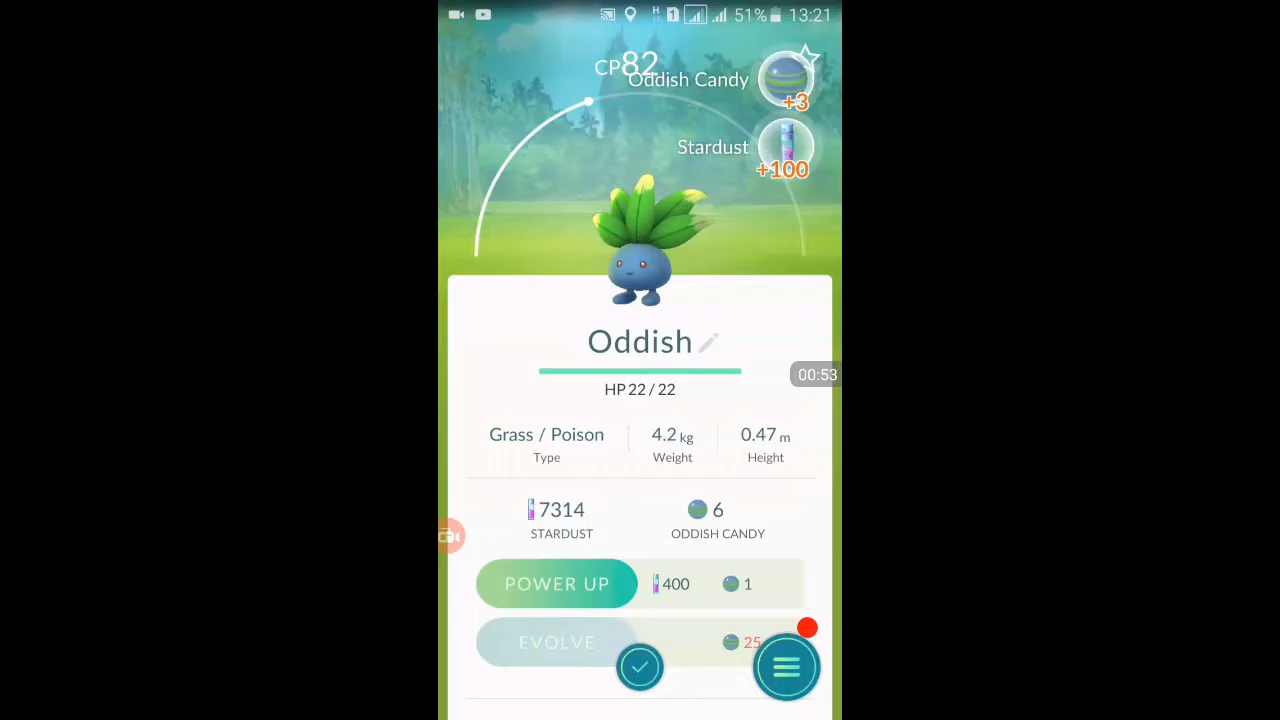 H 1 51% 13:21
CP82
Oddish Candy
+3
Stardust
+100
Oddish
HP 22 / 22
00:53
Grass / Poison 4.2 kg 0.47 m
Type Weight Height
7314 6
STARDUST ODDISH CANDY
POWER UP 400 1
EVOLVE 25